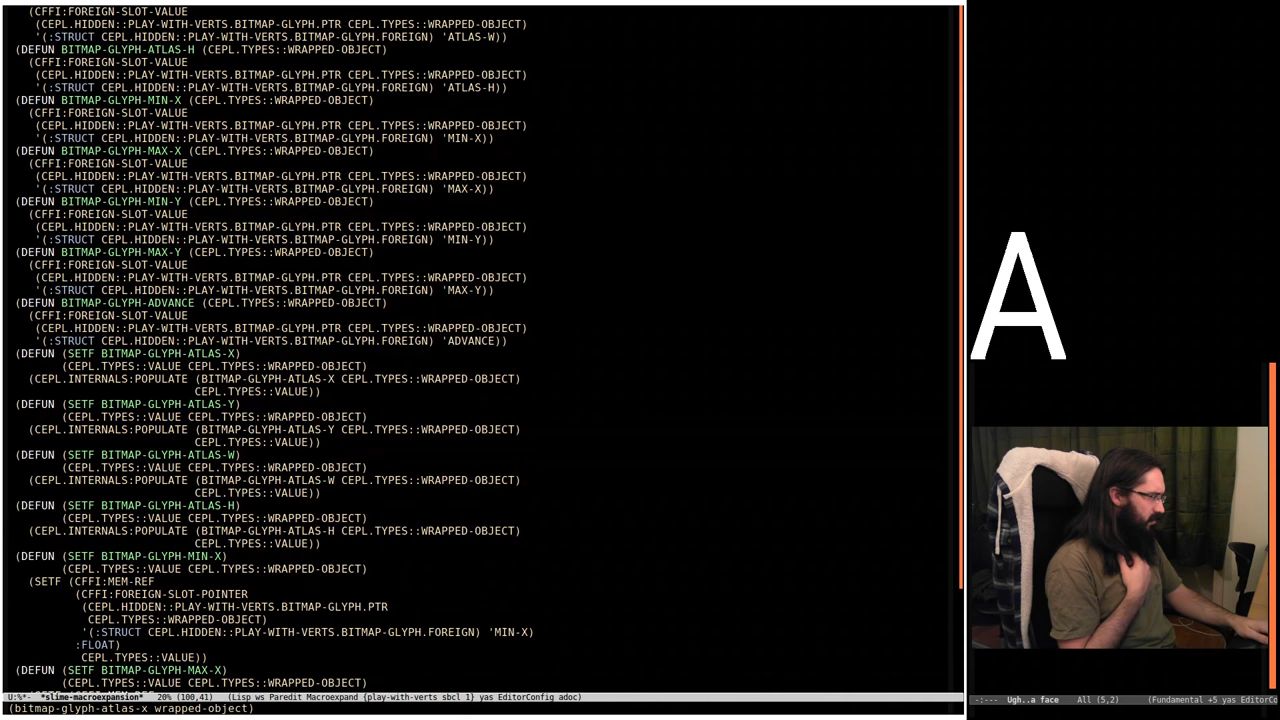 (CFFI:FOREIGN-SLOT-VALUE
(CEPL.HIDDEN::PLAY-WITH-VERTS.BITMAP-GLYPH.PTR CEPL.TYPES::WRAPPED-OBJECT)
'(:STRUCT CEPL.HIDDEN::PLAY-WITH-VERTS.BITMAP-GLYPH.FOREIGN) 'ATLAS-W))
(DEFUN BITMAP-GLYPH-ATLAS-H (CEPL.TYPES::WRAPPED-OBJECT)
(CFFI:FOREIGN-SLOT-VALUE
(CEPL.HIDDEN::PLAY-WITH-VERTS.BITMAP-GLYPH.PTR CEPL.TYPES::WRAPPED-OBJECT)
'(:STRUCT CEPL.HIDDEN::PLAY-WITH-VERTS.BITMAP-GLYPH.FOREIGN) 'ATLAS-H))
(DEFUN BITMAP-GLYPH-MIN-X (CEPL.TYPES::WRAPPED-OBJECT)
(CFFI:FOREIGN-SLOT-VALUE
(CEPL.HIDDEN::PLAY-WITH-VERTS.BITMAP-GLYPH.PTR CEPL.TYPES::WRAPPED-OBJECT)
'(:STRUCT CEPL.HIDDEN::PLAY-WITH-VERTS.BITMAP-GLYPH.FOREIGN) 'MIN-X))
(DEFUN BITMAP-GLYPH-MAX-X (CEPL.TYPES::WRAPPED-OBJECT)
(CFFI:FOREIGN-SLOT-VALUE
(CEPL.HIDDEN::PLAY-WITH-VERTS.BITMAP-GLYPH.PTR CEPL.TYPES::WRAPPED-OBJECT)
'(:STRUCT CEPL.HIDDEN::PLAY-WITH-VERTS.BITMAP-GLYPH.FOREIGN) 'MAX-X))
(DEFUN BITMAP-GLYPH-MIN-Y (CEPL.TYPES::WRAPPED-OBJECT)
(CFFI:FOREIGN-SLOT-VALUE
(CEPL.HIDDEN::PLAY-WITH-VERTS.BITMAP-GLYPH.PTR CEPL.TYPES::WRAPPED-OBJECT)
'(:STRUCT CEPL.HIDDEN::PLAY-WITH-VERTS.BITMAP-GLYPH.FOREIGN) 'MIN-Y))
(DEFUN BITMAP-GLYPH-MAX-Y (CEPL.TYPES::WRAPPED-OBJECT)
(CFFI:FOREIGN-SLOT-VALUE
(CEPL.HIDDEN::PLAY-WITH-VERTS.BITMAP-GLYPH.PTR CEPL.TYPES::WRAPPED-OBJECT)
'(:STRUCT CEPL.HIDDEN::PLAY-WITH-VERTS.BITMAP-GLYPH.FOREIGN) 'MAX-Y))
(DEFUN BITMAP-GLYPH-ADVANCE (CEPL.TYPES::WRAPPED-OBJECT)
(CFFI:FOREIGN-SLOT-VALUE
(CEPL.HIDDEN::PLAY-WITH-VERTS.BITMAP-GLYPH.PTR CEPL.TYPES::WRAPPED-OBJECT)
'(:STRUCT CEPL.HIDDEN::PLAY-WITH-VERTS.BITMAP-GLYPH.FOREIGN) 'ADVANCE))
(DEFUN (SETF BITMAP-GLYPH-ATLAS-X)
(CEPL.TYPES::VALUE CEPL.TYPES::WRAPPED-OBJECT)
(CEPL.INTERNALS:POPULATE (BITMAP-GLYPH-ATLAS-X CEPL.TYPES::WRAPPED-OBJECT)
CEPL.TYPES::VALUE))
(DEFUN (SETF BITMAP-GLYPH-ATLAS-Y)
(CEPL.TYPES::VALUE CEPL.TYPES::WRAPPED-OBJECT)
(CEPL.INTERNALS:POPULATE (BITMAP-GLYPH-ATLAS-Y CEPL.TYPES::WRAPPED-OBJECT)
CEPL.TYPES::VALUE))
(DEFUN (SETF BITMAP-GLYPH-ATLAS-W)
(CEPL.TYPES::VALUE CEPL.TYPES::WRAPPED-OBJECT)
(CEPL.INTERNALS:POPULATE (BITMAP-GLYPH-ATLAS-W CEPL.TYPES::WRAPPED-OBJECT)
CEPL.TYPES::VALUE))
(DEFUN (SETF BITMAP-GLYPH-ATLAS-H)
(CEPL.TYPES::VALUE CEPL.TYPES::WRAPPED-OBJECT)
(CEPL.INTERNALS:POPULATE (BITMAP-GLYPH-ATLAS-H CEPL.TYPES::WRAPPED-OBJECT)
CEPL.TYPES::VALUE))
(DEFUN (SETF BITMAP-GLYPH-MIN-X)
(CEPL.TYPES::VALUE CEPL.TYPES::WRAPPED-OBJECT)
(SETF (CFFI:MEM-REF
(CFFI:FOREIGN-SLOT-POINTER
(CEPL.HIDDEN::PLAY-WITH-VERTS.BITMAP-GLYPH.PTR
CEPL.TYPES::WRAPPED-OBJECT)
'(:STRUCT CEPL.HIDDEN::PLAY-WITH-VERTS.BITMAP-GLYPH.FOREIGN) 'MIN-X)
:FLOAT)
CEPL.TYPES::VALUE))
(DEFUN (SETF BITMAP-GLYPH-MAX-X)
(CEPL.TYPES::VALUE CEPL.TYPES::WRAPPED-OBJECT)
U:%*- *slime-macroexpansion* 20% (100,41) (Lisp ws Paredit Macroexpand {play-with-verts sbcl 1} yas EditorConfig adoc)
(bitmap-glyph-atlas-x wrapped-object)
A
-:--- Ugh..a face All (5,2) (Fundamental +5 yas EditorCo